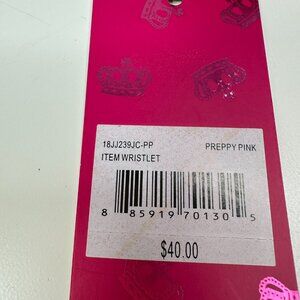 18JJ239JC-PP PREPPY PINK
ITEM WRISTLET
8 85919 70130 5
$40.00